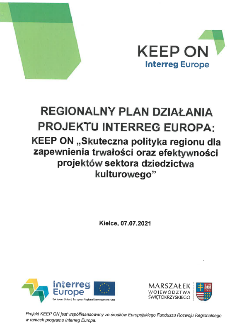 KEEP ON
Interreg Europe
REGIONALNY PLAN DZIAŁANIA
PROJEKTU INTERREG EUROPA:
KEEP ON „Skuteczna polityka regionu dla
zapewnienia trwałości oraz efektywności
projektów sektora dziedzictwa
kulturowego”
Kielce, 07.07.2021
Interreg
Europe
MARSZAŁEK
WOJEWÓDZTWA
ŚWIĘTOKRZYSKIEGO
Projekt KEEP ON jest współfinansowany ze środków Europejskiego Funduszu Rozwoju Regionalnego
w ramach programu Interreg Europa.